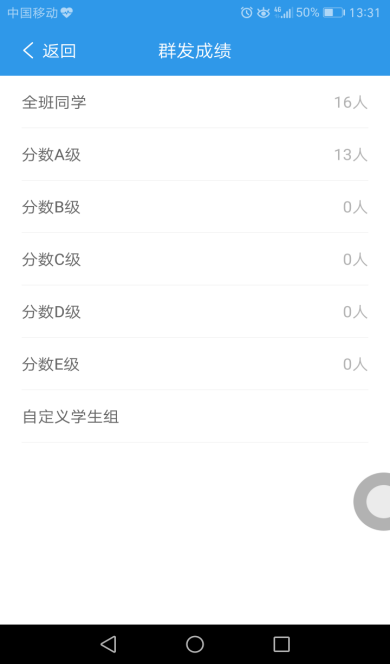 中国移动 4G 50% 13:31
返回 群发成绩
全班同学 16人
分数A级 13人
分数B级 0人
分数C级 0人
分数D级 0人
分数E级 0人
自定义学生组